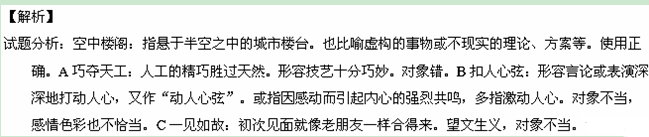 【解析】
试题分析：空中楼阁：指悬于半空之中的城市楼台。也比喻虚构的事物或不现实的理论、方案等。使用正
确。A 巧夺天工：人工的精巧胜过天然。形容技艺十分巧妙。对象错。B 扣人心弦：形容言论或表演深
深地打动人心，又作“动人心弦”。或指因感动而引起内心的强烈共鸣，多指激动人心。对象不当，
感情色彩也不恰当。C 一见如故：初次见面就像老朋友一样合得来。望文生义，对象不当。